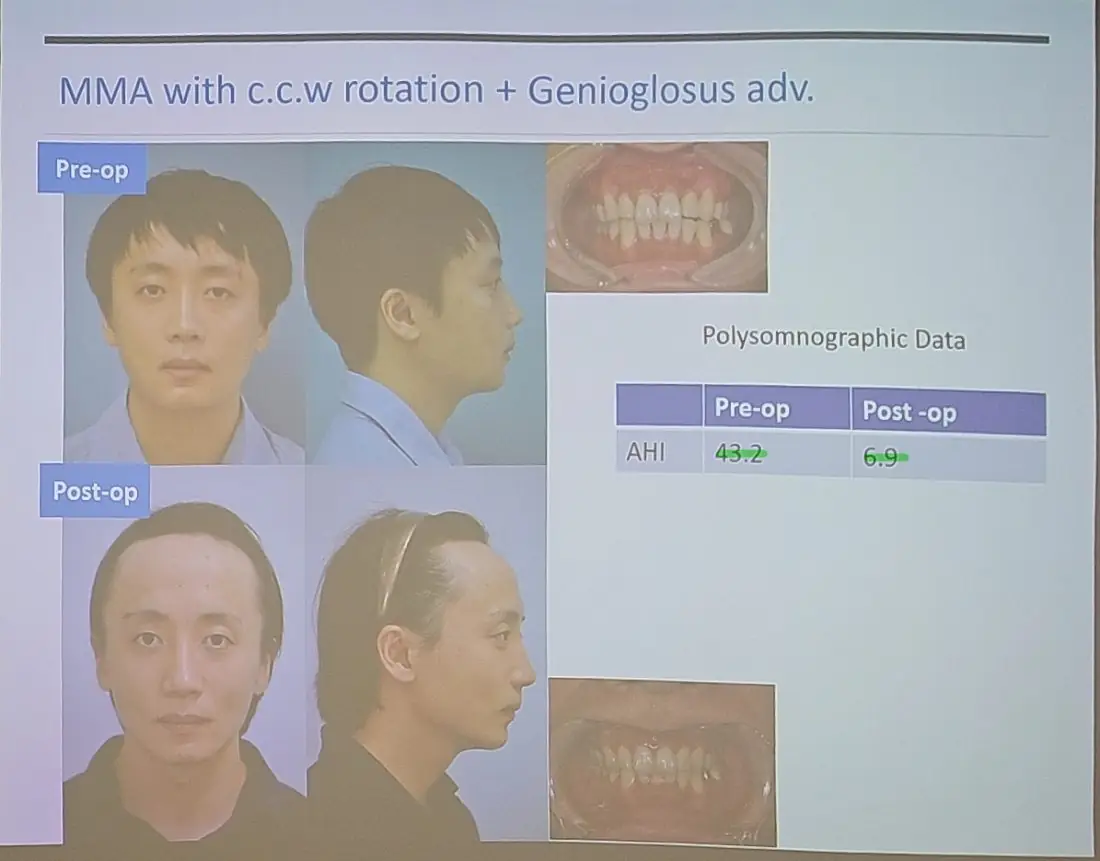 MMA with c.c.w rotation + Genioglosus adv.
Pre-op
Polysomnographic Data
Pre-op Post -op
AHI 43.2 6.9
Post-op